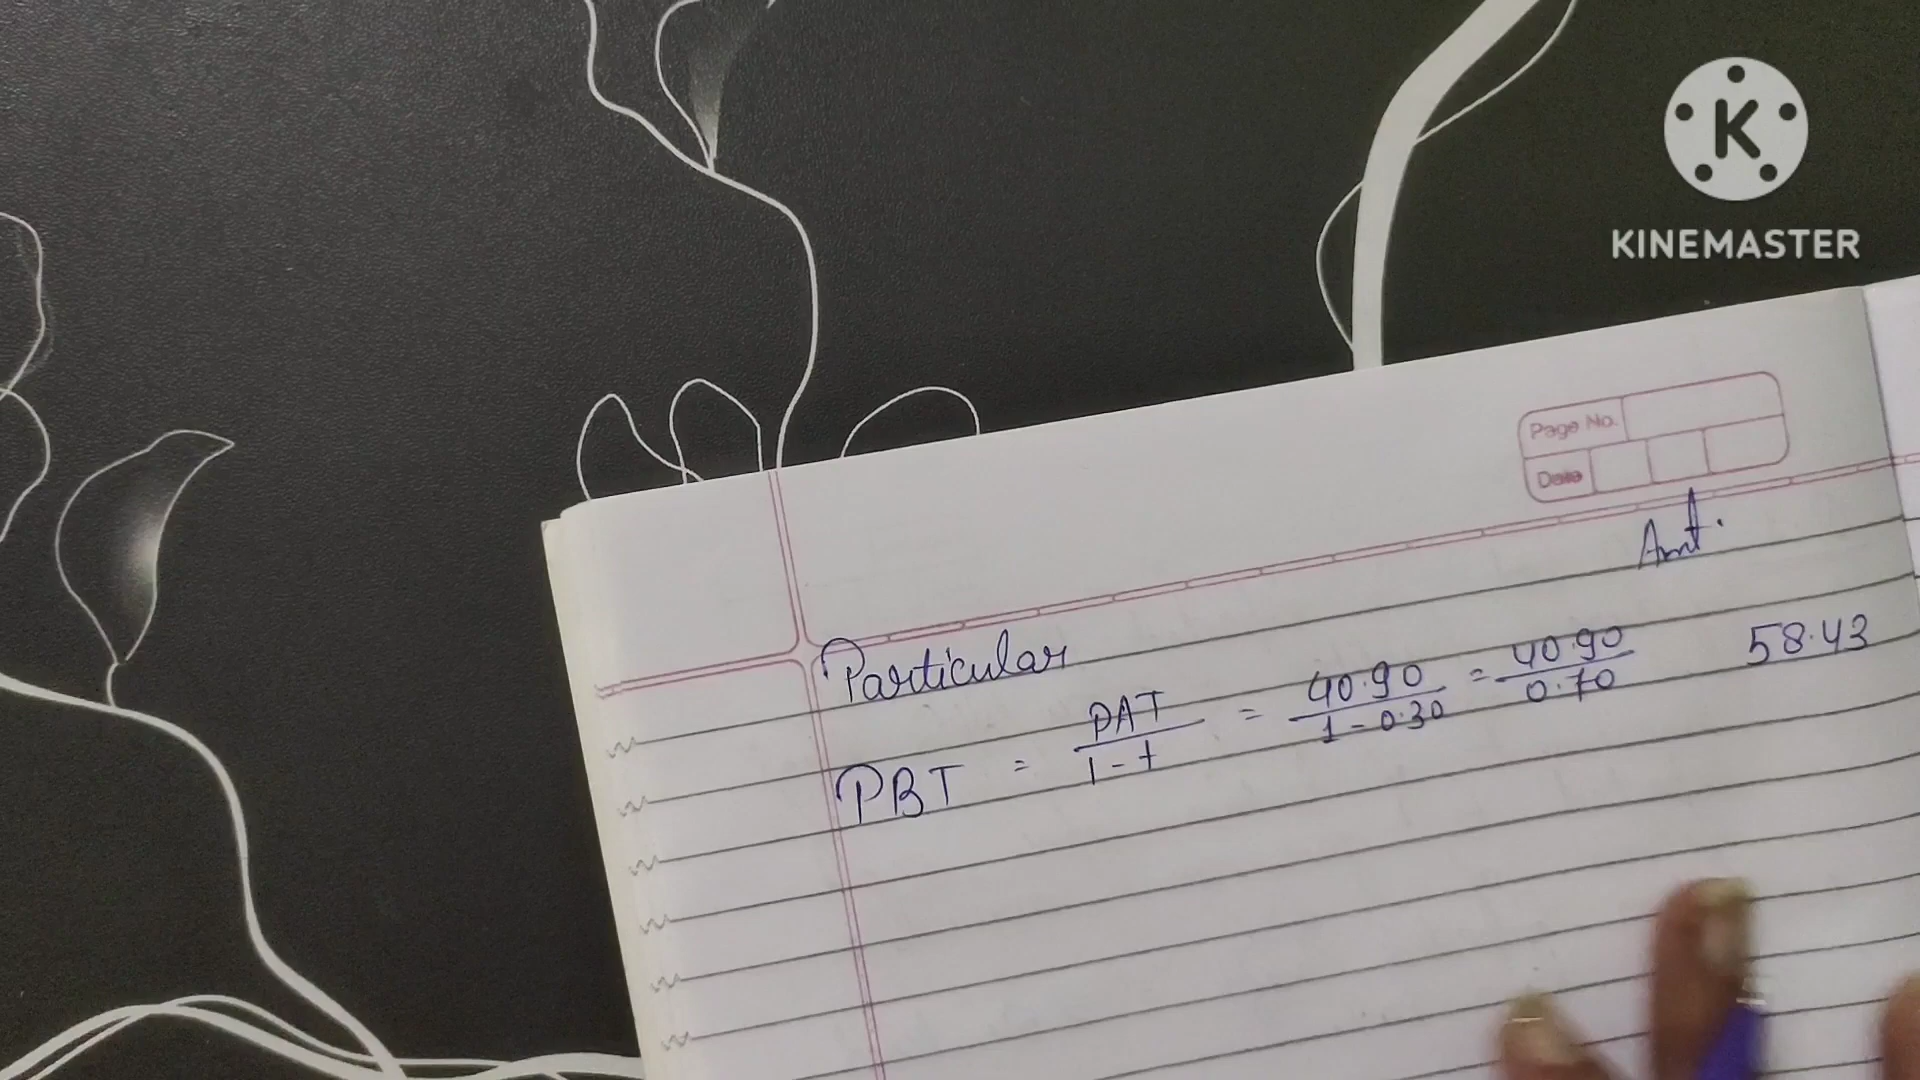 K
KINEMASTER
Page No.
Date
Particular Amt.
PBT = PAT / 1 - t = 40.90 / 1 - 0.30 = 40.90 / 0.70 58.43